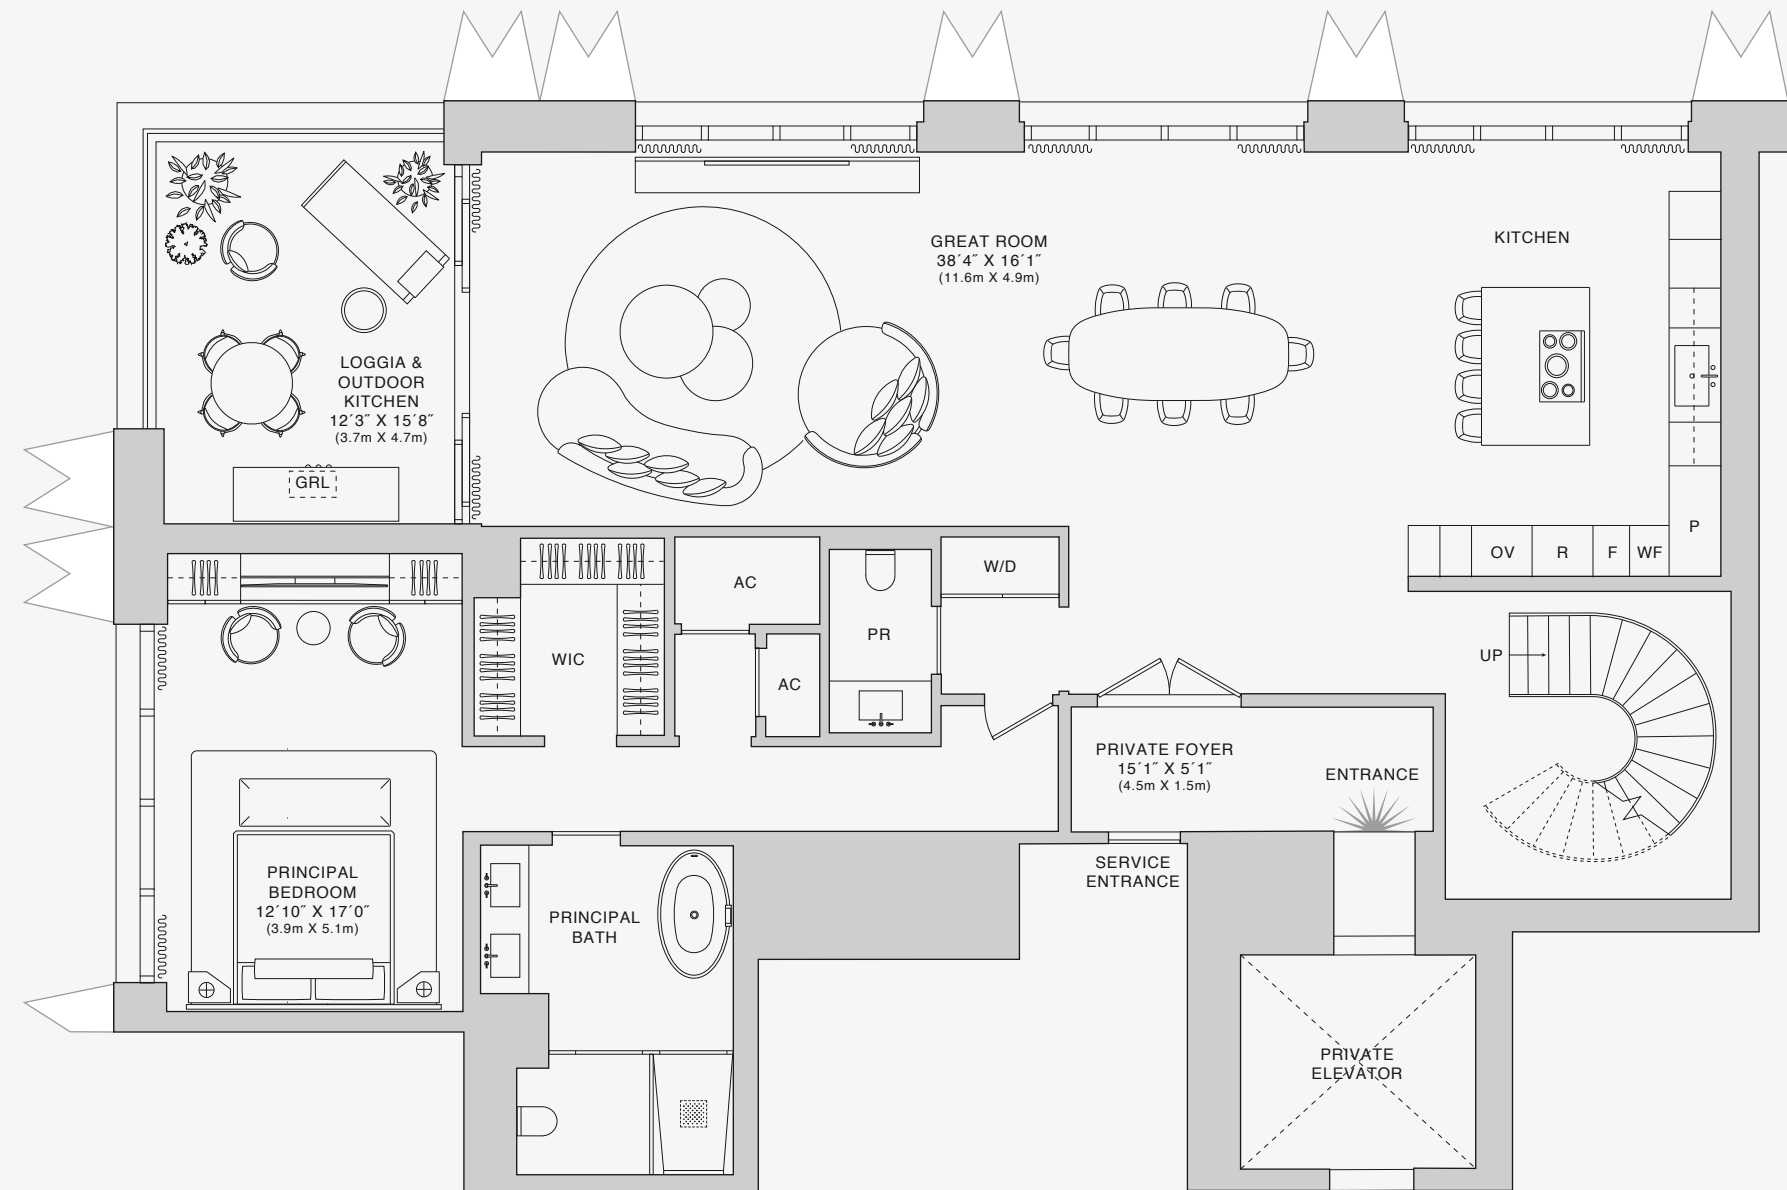 GREAT ROOM
38´4˝ X 16´1˝
(11.6m X 4.9m)
KITCHEN
LOGGIA &
OUTDOOR
KITCHEN
12´3˝ X 15´8˝
(3.7m X 4.7m)
GRL
P
OV
R
F
WF
AC
W/D
PR
WIC
AC
UP
PRIVATE FOYER
15´1˝ X 5´1˝
(4.5m X 1.5m)
ENTRANCE
SERVICE
ENTRANCE
PRINCIPAL
BEDROOM
12´10˝ X 17´0˝
(3.9m X 5.1m)
PRINCIPAL
BATH
PRIVATE
ELEVATOR